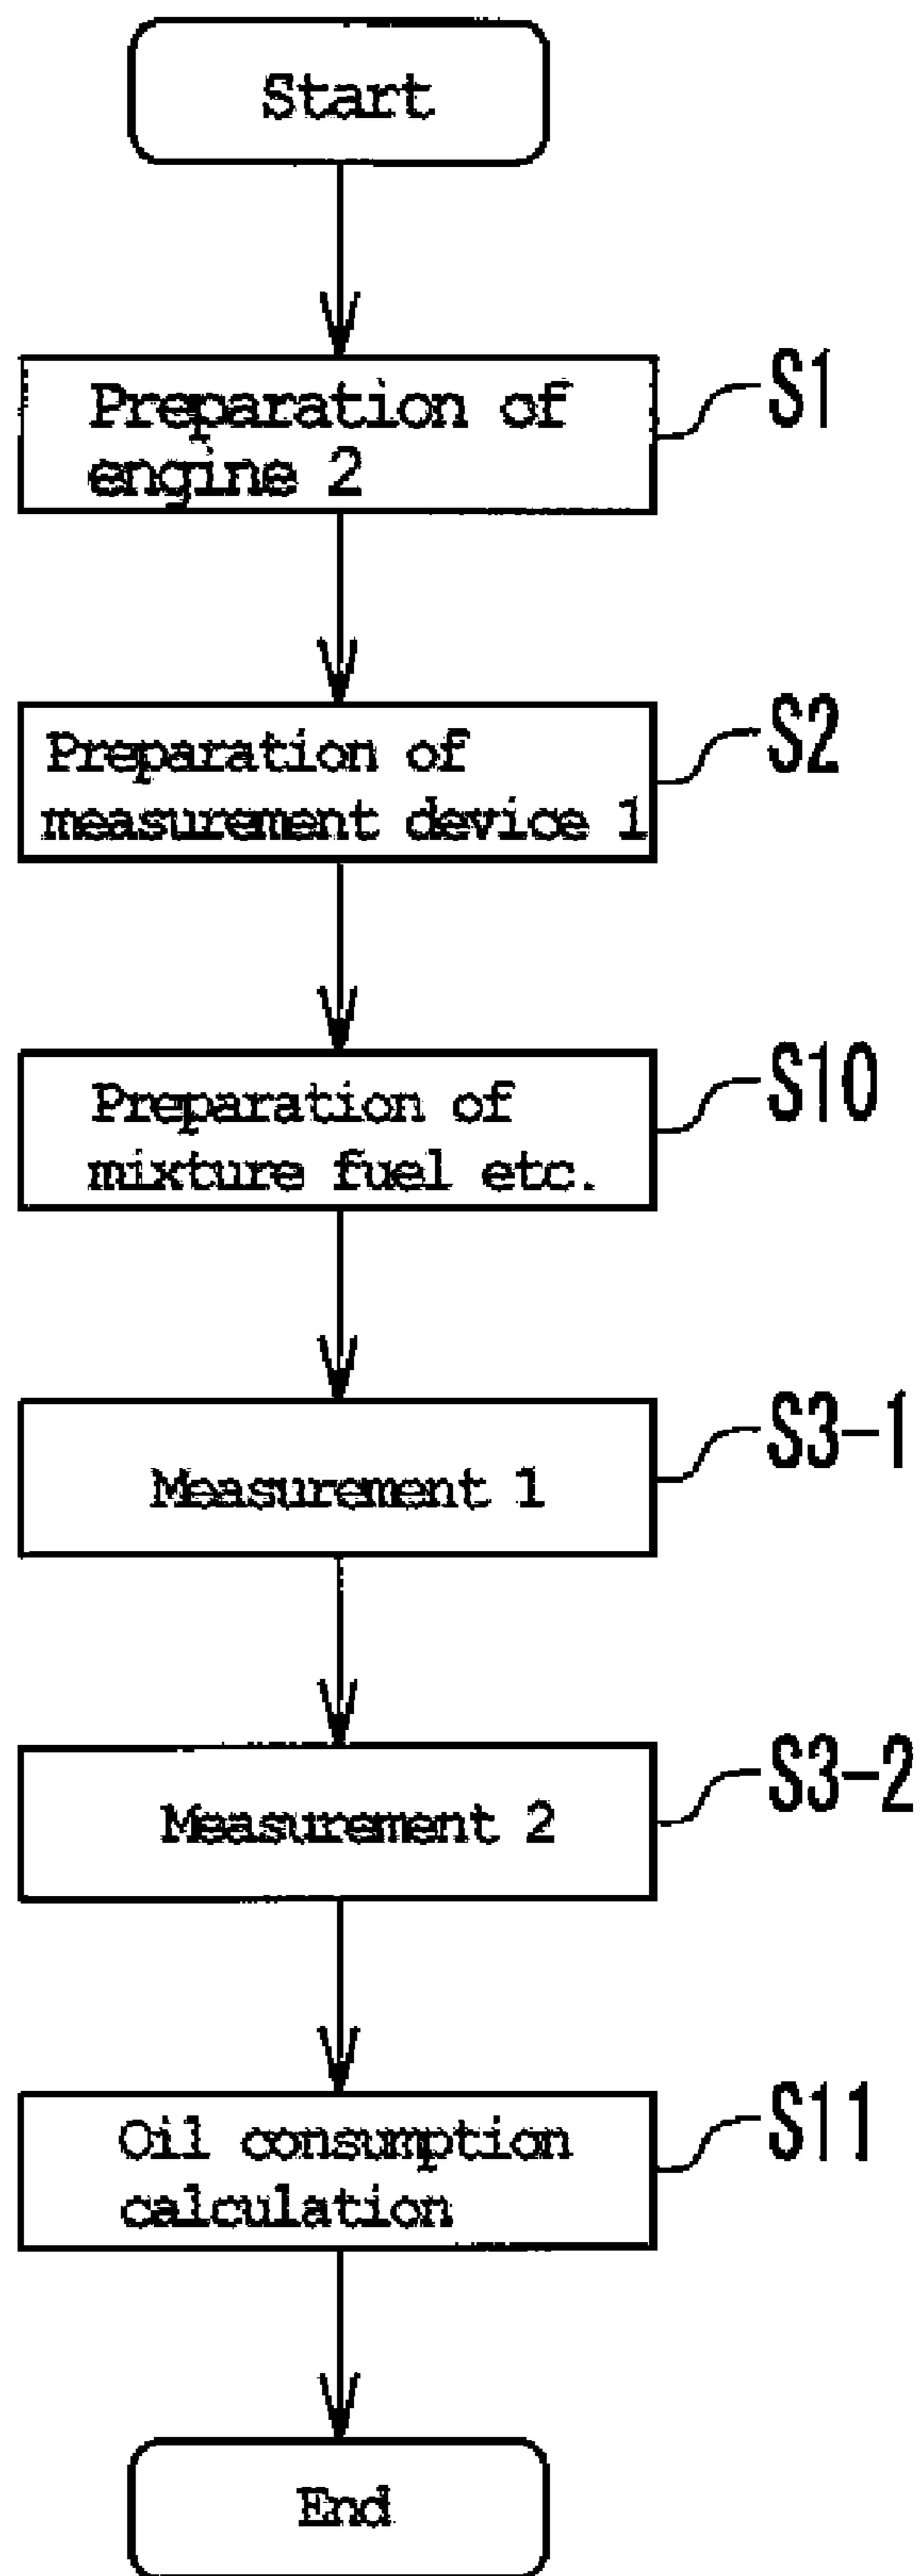 Start
Preparation of
engine 2
S1
Preparation of
measurement device 1
S2
Preparation of
mixture fuel etc.
S10
Measurement 1
S3-1
Measurement 2
S3-2
Oil consumption
calculation
S11
End